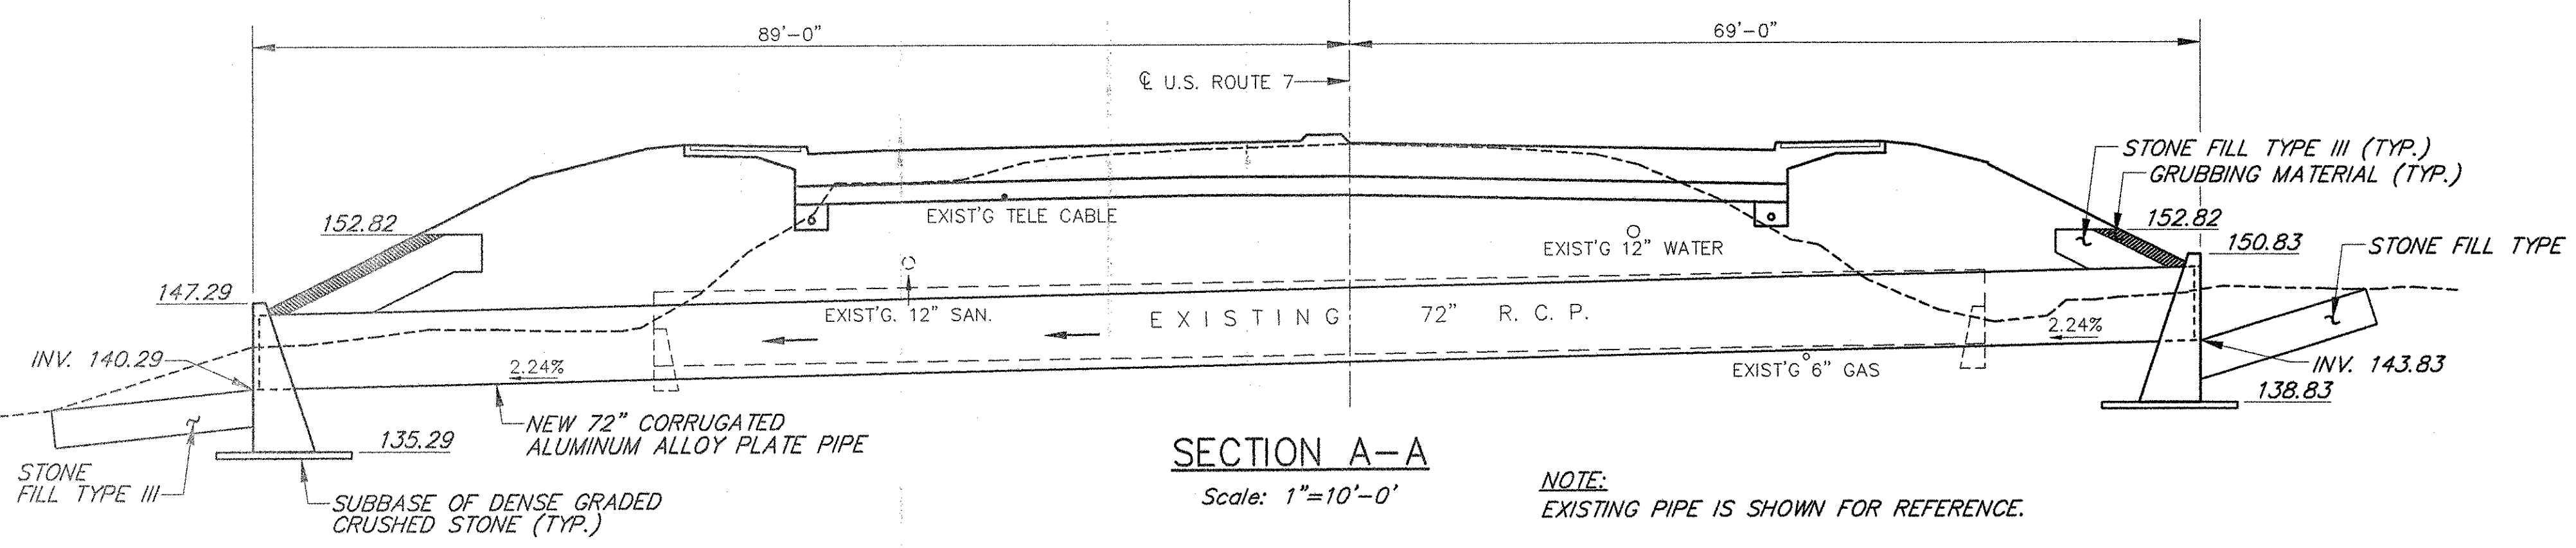 89'-0"
69'-0"
℄ U.S. ROUTE 7
STONE FILL TYPE III (TYP.)
GRUBBING MATERIAL (TYP.)
152.82
EXIST'G TELE CABLE
152.82
150.83
EXIST'G 12" WATER
STONE FILL TYPE
147.29
EXIST'G. 12" SAN.
EXISTING 72" R. C. P.
2.24%
INV. 140.29
2.24%
EXIST'G 6" GAS
INV. 143.83
138.83
NEW 72" CORRUGATED
ALUMINUM ALLOY PLATE PIPE
135.29
STONE
FILL TYPE III
SUBBASE OF DENSE GRADED
CRUSHED STONE (TYP.)
SECTION A-A
Scale: 1"=10'-0'
NOTE:
EXISTING PIPE IS SHOWN FOR REFERENCE.